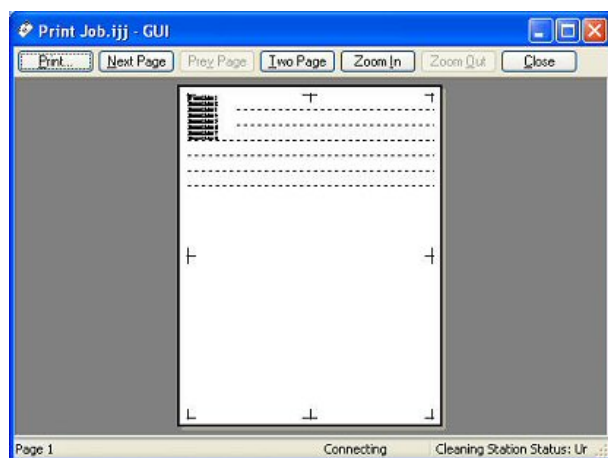 Print Job.ijj - GUI
Print... Next Page Prev Page Two Page Zoom In Zoom Out Close
Page 1 Connecting Cleaning Station Status: Ur